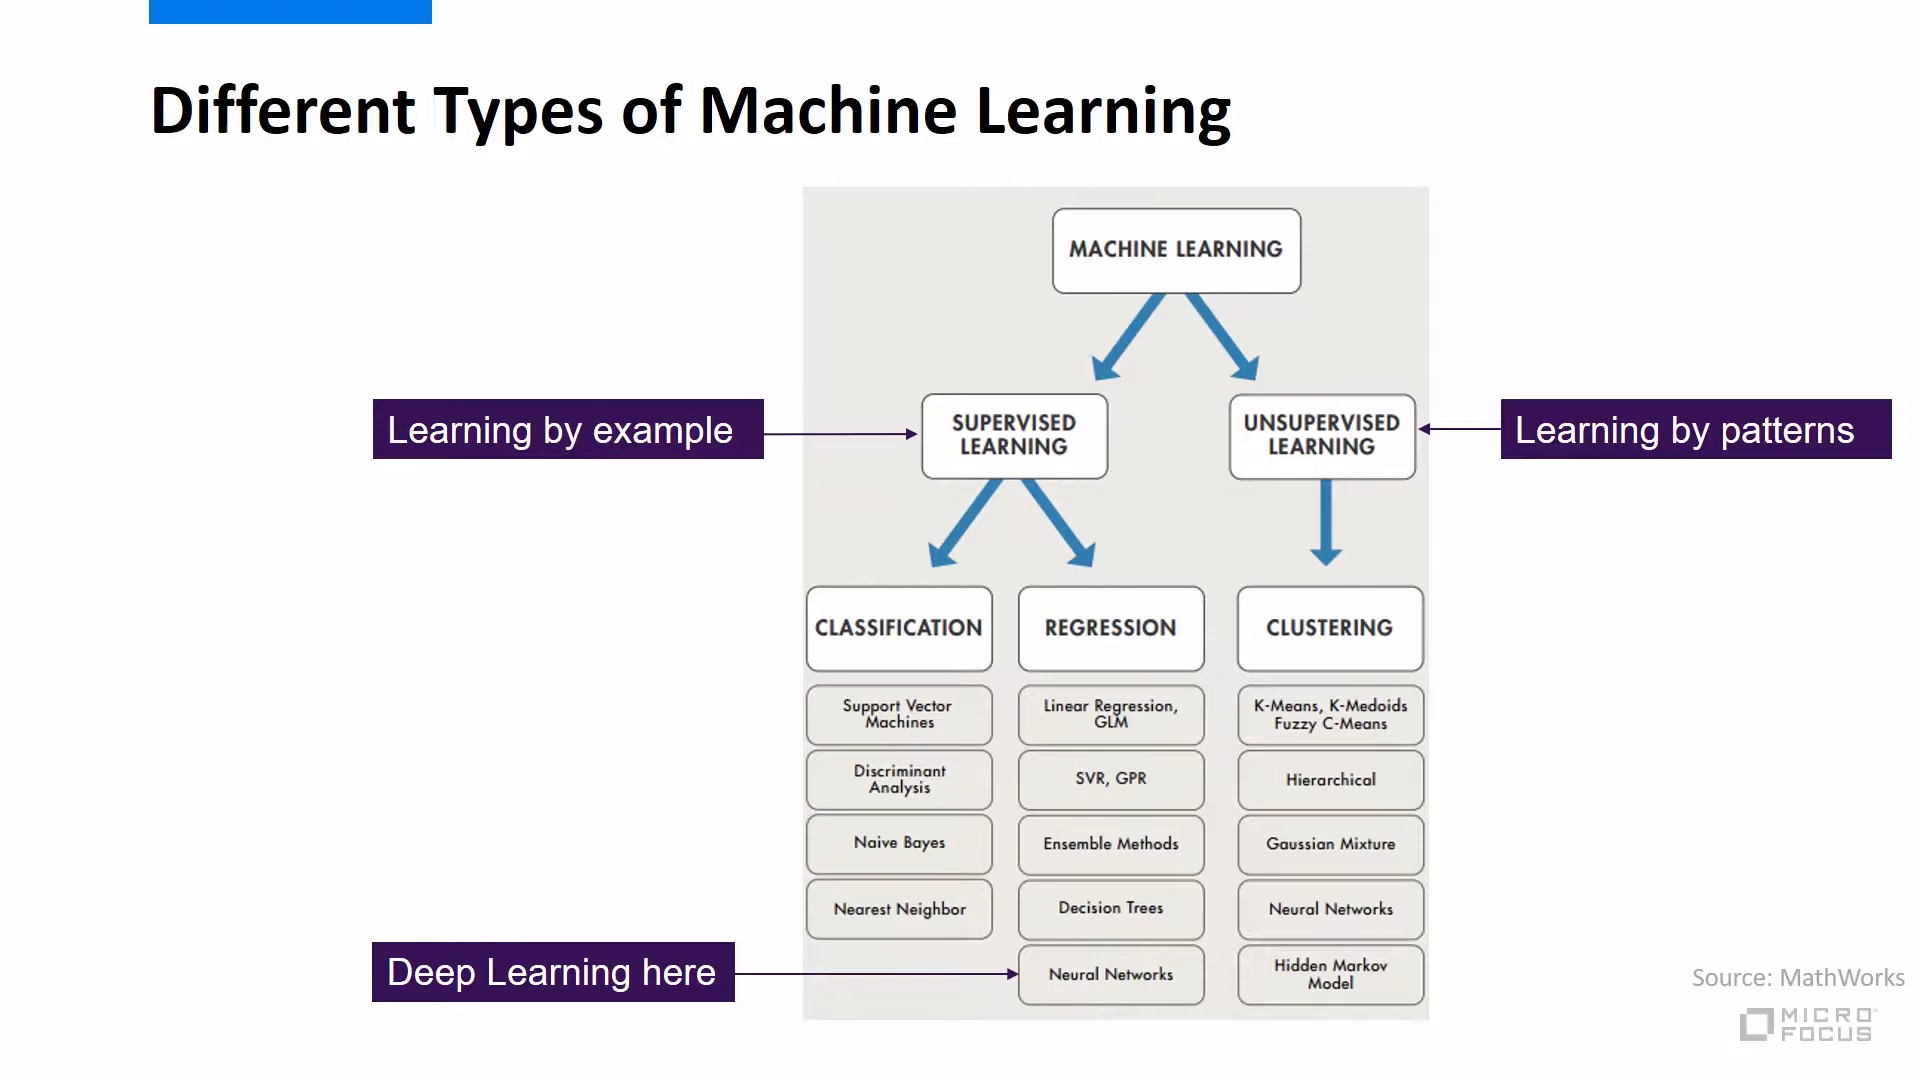 Different Types of Machine Learning
MACHINE LEARNING
Learning by example
SUPERVISED
LEARNING
UNSUPERVISED
LEARNING
Learning by patterns
CLASSIFICATION
REGRESSION
CLUSTERING
Support Vector
Machines
Linear Regression,
GLM
K-Means, K-Medoids
Fuzzy C-Means
Discriminant
Analysis
SVR, GPR
Hierarchical
Naive Bayes
Ensemble Methods
Gaussian Mixture
Nearest Neighbor
Decision Trees
Neural Networks
Deep Learning here
Neural Networks
Hidden Markov
Model
Source: MathWorks
MICRO
FOCUS